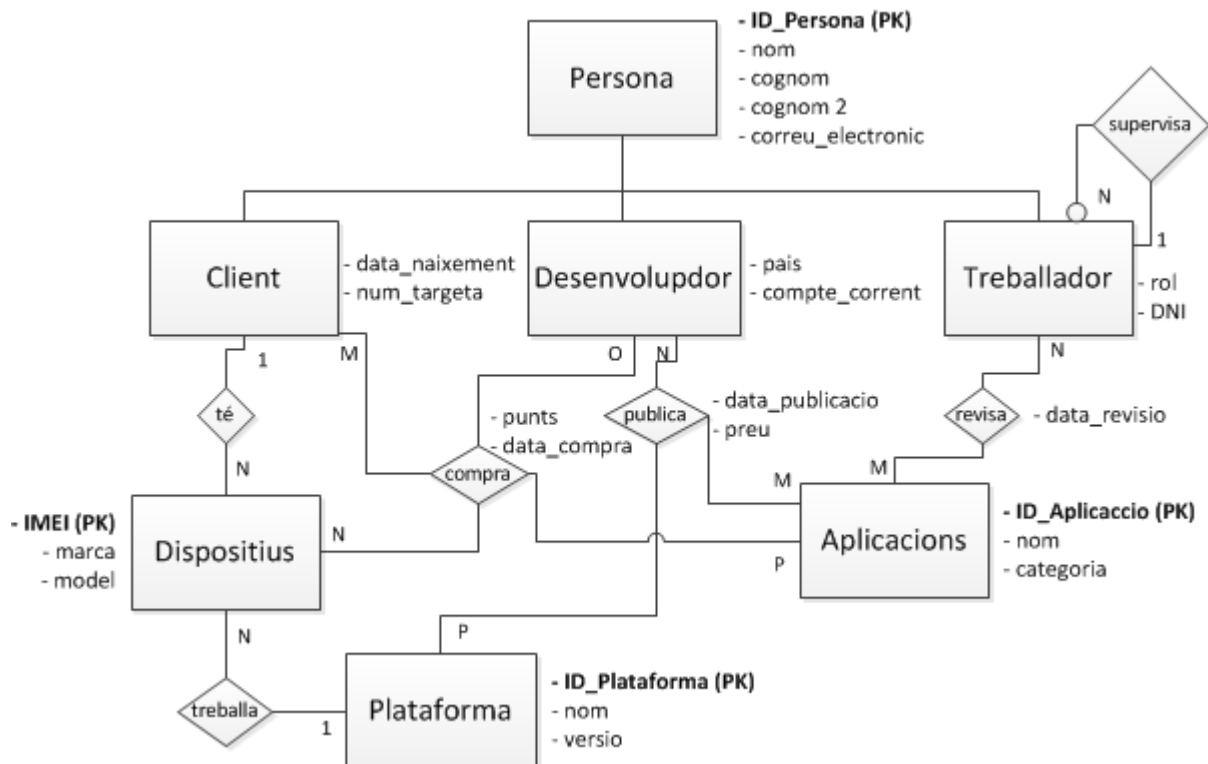 - ID_Persona (PK)
- nom
- cognom
- cognom 2
- correu_electronic
Persona
supervisa
N
1
Client
- data_naixement
- num_targeta
Desenvolupdor
- pais
- compte_corrent
Treballador
- rol
- DNI
1
M
O
N
N
té
- punts
- data_compra
publica
- data_publicacio
- preu
revisa
- data_revisio
compra
N
M
M
- IMEI (PK)
- marca
- model
Dispositius
N
P
Aplicacions
- ID_Aplicaccio (PK)
- nom
- categoria
N
P
treballa
1
Plataforma
- ID_Plataforma (PK)
- nom
- versio